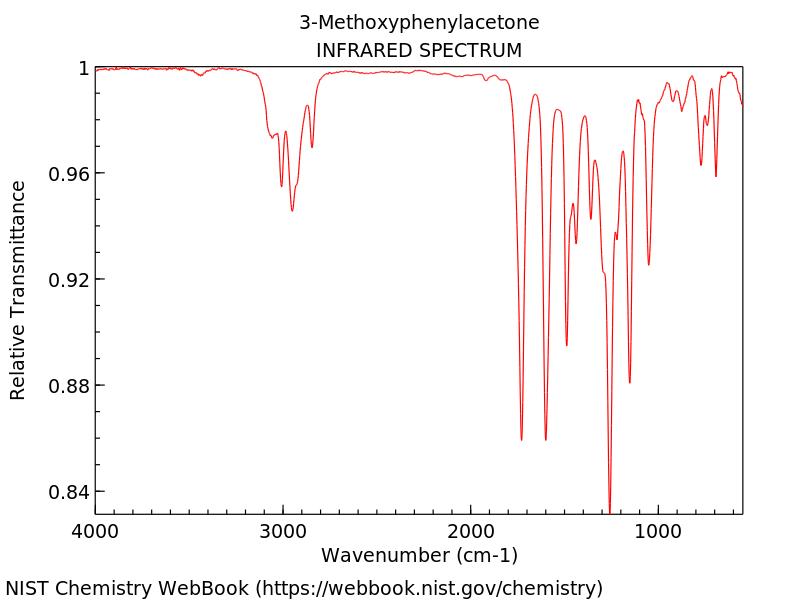 3-Methoxyphenylacetone
INFRARED SPECTRUM
1
0.96
0.92
0.88
0.84
Relative Transmittance
4000 3000 2000 1000
Wavenumber (cm-1)
NIST Chemistry WebBook (https://webbook.nist.gov/chemistry)